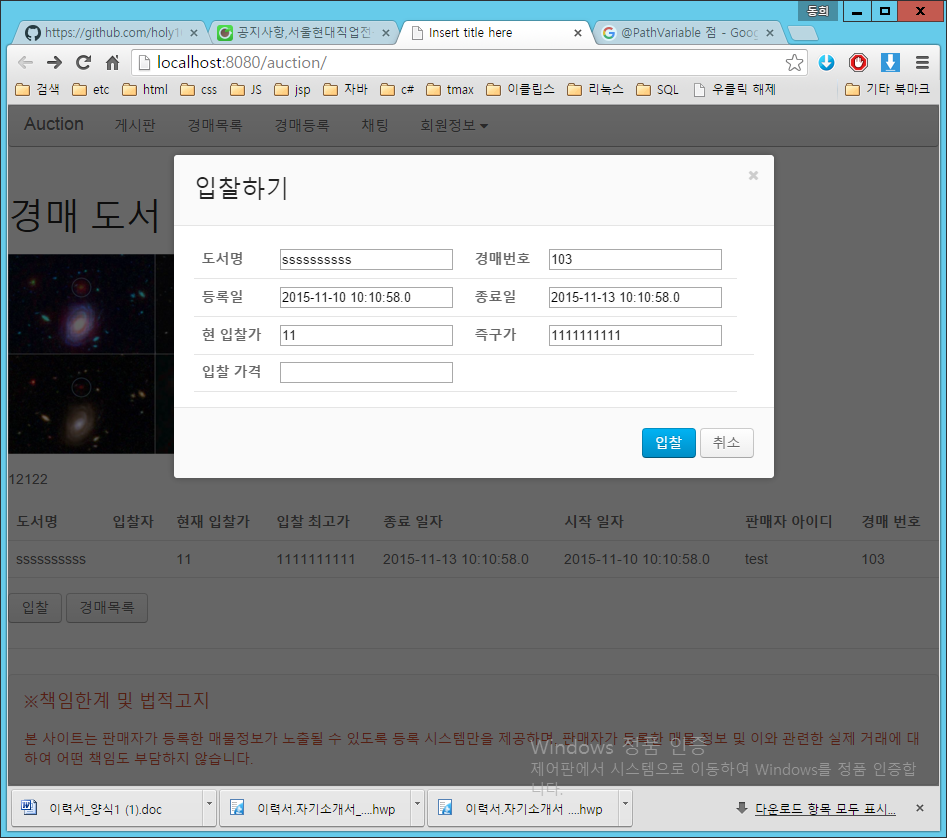 동희
https://github.com/holy1
공지사항,서울현대직업전
Insert title here
@PathVariable 점 - Goog
localhost:8080/auction/
검색 etc html css JS jsp 자바 c# tmax 이클립스 리눅스 SQL 우클릭 해제 기타 북마크
Auction 게시판 경매목록 경매등록 채팅 회원정보
입찰하기
경매 도서
도서명 ssssssssss 경매번호 103
등록일 2015-11-10 10:10:58.0 종료일 2015-11-13 10:10:58.0
현 입찰가 11 즉구가 1111111111
입찰 가격
입찰 취소
12122
도서명 입찰자 현재 입찰가 입찰 최고가 종료 일자 시작 일자 판매자 아이디 경매 번호
ssssssssss 11 1111111111 2015-11-13 10:10:58.0 2015-11-10 10:10:58.0 test 103
입찰 경매목록
※책임한계 및 법적고지
본 사이트는 판매자가 등록한 매물정보가 노출될 수 있도록 등록 시스템만을 제공하며, 판매자가 등록한 매물 정보 및 이와 관련한 실제 거래에 대
하여 어떤 책임도 부담하지 않습니다.
Windows 정품 인증
제어판에서 시스템으로 이동하여 Windows를 정품 인증합
니다.
이력서_양식1 (1).doc 이력서.자기소개서_....hwp 이력서.자기소개서 ....hwp 다운로드 항목 모두 표시...